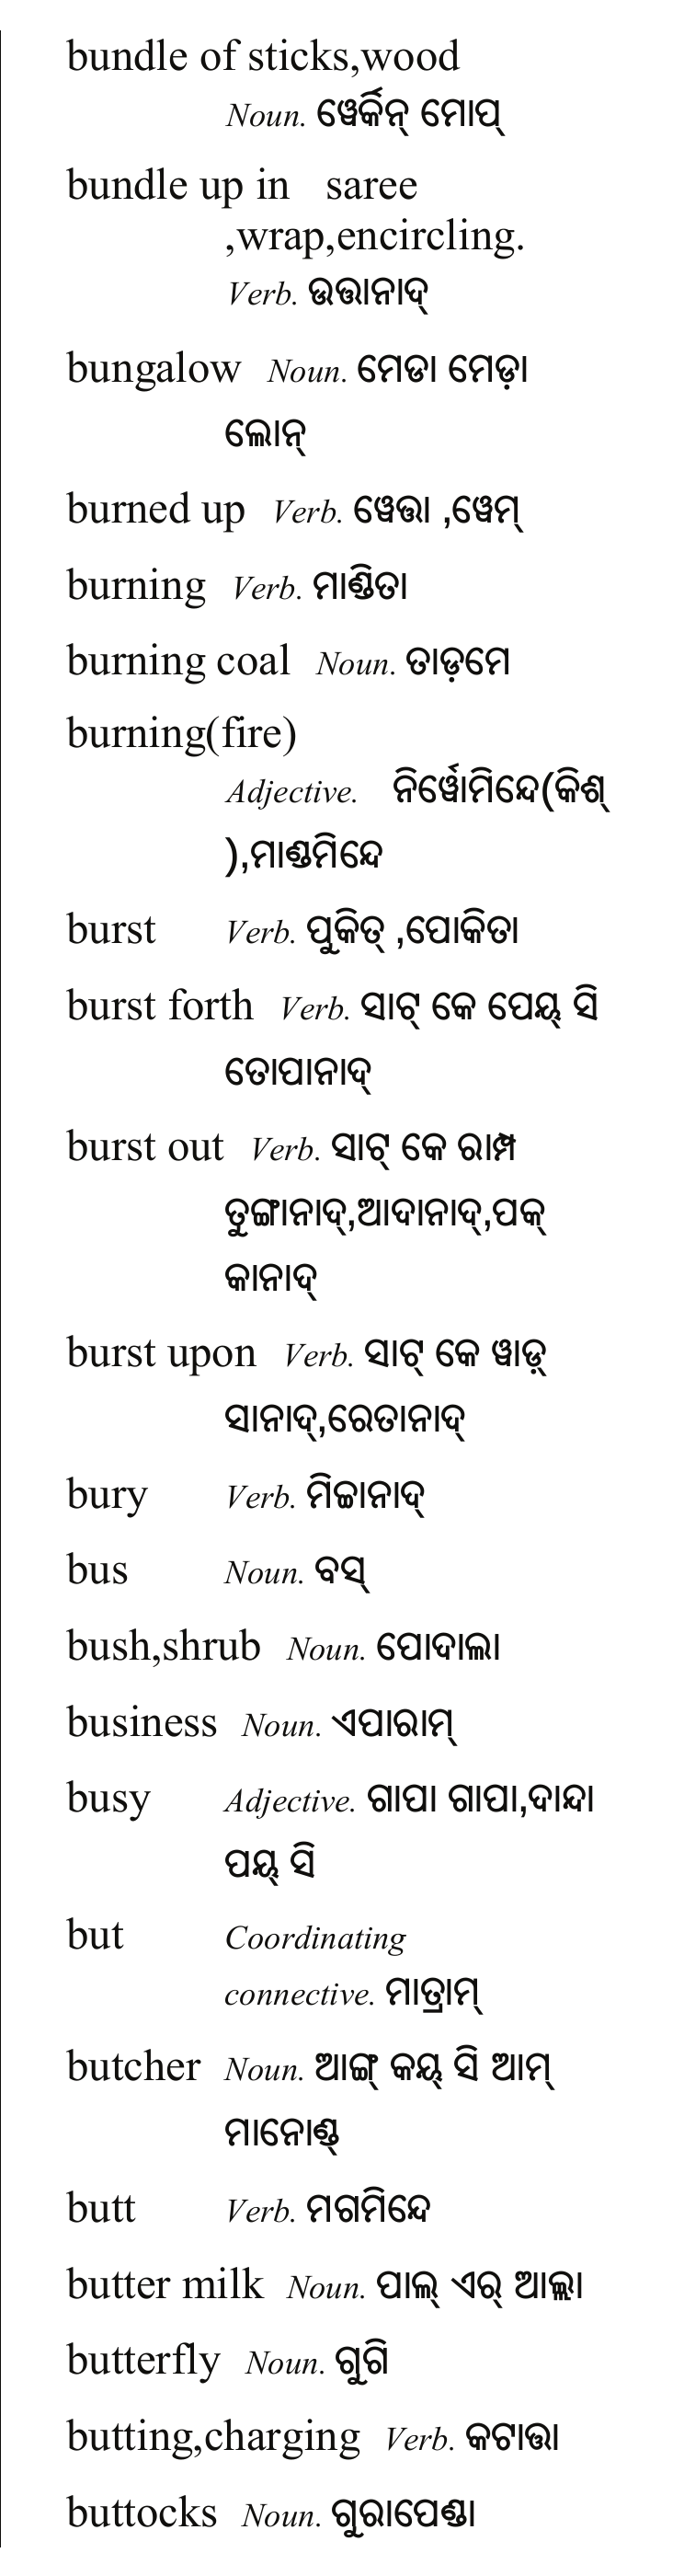 bundle of sticks,wood
Noun. ୱେର୍କିନ୍ ମୋପ୍
bundle up in saree
,wrap,encircling.
Verb. ଉତ୍ତାନାଦ୍
bungalow Noun. ମେଡା ମେଡ଼ା
ଲୋନ୍
burned up Verb. ୱେତ୍ତା ,ୱେମ୍
burning Verb. ମାଣ୍ଡିତା
burning coal Noun. ତାଡ଼ମେ
burning(fire)
Adjective. ନିର୍ୱୋମିନ୍ଦେ(କିଶ୍
),ମାଣ୍ଡମିନ୍ଦେ
burst Verb. ପୁକିତ୍ ,ପୋକିତା
burst forth Verb. ସାଟ୍ କେ ପେୟ୍ ସି
ତୋପାନାଦ୍
burst out Verb. ସାଟ୍ କେ ରାମ୍ପ
ତୁଙ୍ଗାନାଦ୍,ଆଦାନାଦ୍,ପକ୍
କାନାଦ୍
burst upon Verb. ସାଟ୍ କେ ୱାଡ଼୍
ସାନାଦ୍,ରେତାନାଦ୍
bury Verb. ମିଚ୍ଚାନାଦ୍
bus Noun. ବସ୍
bush,shrub Noun. ପୋଦାଲା
business Noun. ଏପାରାମ୍
busy Adjective. ଗାପା ଗାପା,ଦାନ୍ଦା
ପୟ୍ ସି
but Coordinating
connective. ମାତ୍ରାମ୍
butcher Noun. ଆଙ୍ଗ୍ କୟ୍ ସି ଆମ୍
ମାନୋଣ୍ଡ୍
butt Verb. ମଗମିନ୍ଦେ
butter milk Noun. ପାଲ୍ ଏର୍ ଆଲ୍ଲା
butterfly Noun. ଗୁଗି
butting,charging Verb. କଟାତ୍ତା
buttocks Noun. ଗୁରାପେଣ୍ଡା